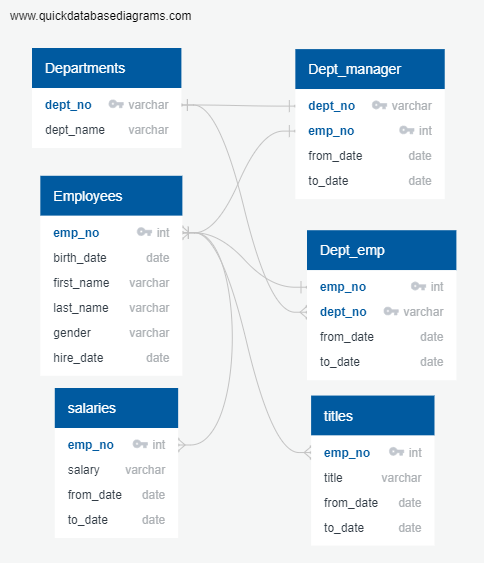 www.quickdatabasediagrams.com
Departments
dept_no varchar
dept_name varchar
Dept_manager
dept_no varchar
emp_no int
from_date date
to_date date
Employees
emp_no int
birth_date date
first_name varchar
last_name varchar
gender varchar
hire_date date
Dept_emp
emp_no int
dept_no varchar
from_date date
to_date date
salaries
emp_no int
salary varchar
from_date date
to_date date
titles
emp_no int
title varchar
from_date date
to_date date